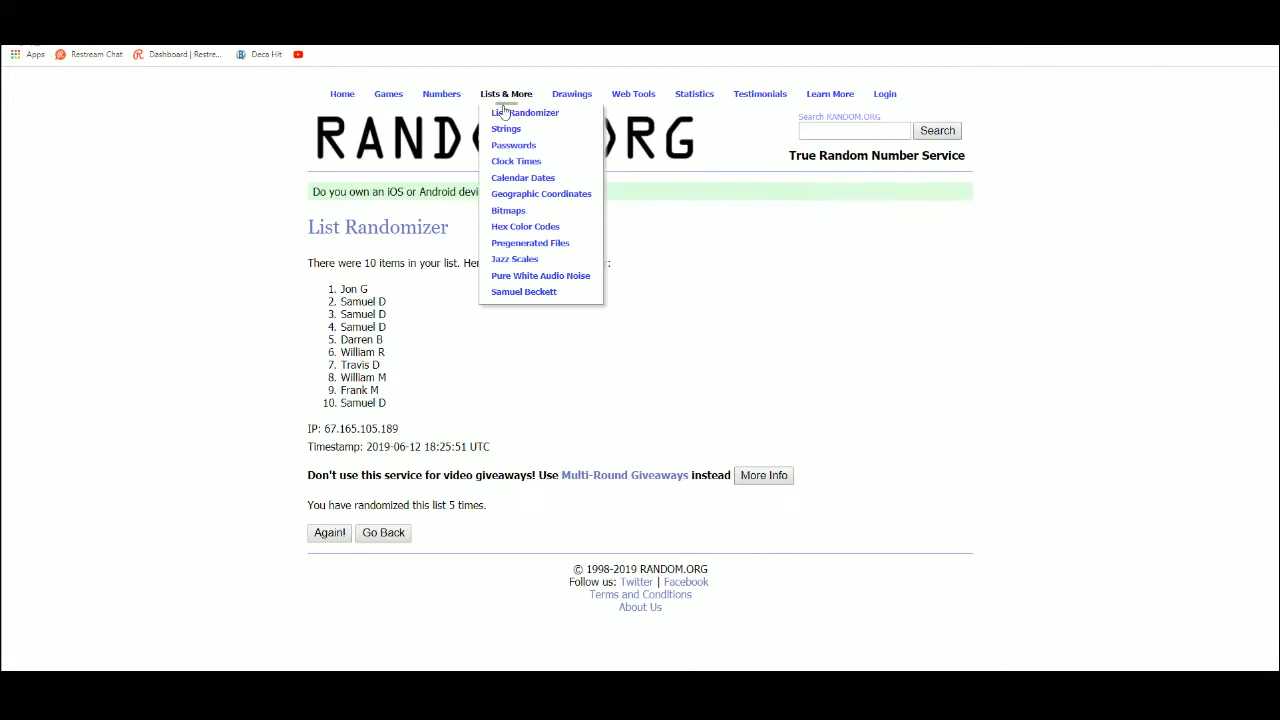 Apps Restream Chat Dashboard | Restre... Deca Hit
Home Games Numbers Lists & More Drawings Web Tools Statistics Testimonials Learn More Login
List Randomizer
Strings
Passwords
Clock Times
Calendar Dates
Geographic Coordinates
Bitmaps
Hex Color Codes
Pregenerated Files
Jazz Scales
Pure White Audio Noise
Samuel Beckett
Search RANDOM.ORG
Search
True Random Number Service
Do you own an iOS or Android devi
List Randomizer
There were 10 items in your list. He :
1. Jon G
2. Samuel D
3. Samuel D
4. Samuel D
5. Darren B
6. William R
7. Travis D
8. William M
9. Frank M
10. Samuel D
IP: 67.165.105.189
Timestamp: 2019-06-12 18:25:51 UTC
Don't use this service for video giveaways! Use Multi-Round Giveaways instead More Info
You have randomized this list 5 times.
Again! Go Back
© 1998-2019 RANDOM.ORG
Follow us: Twitter | Facebook
Terms and Conditions
About Us